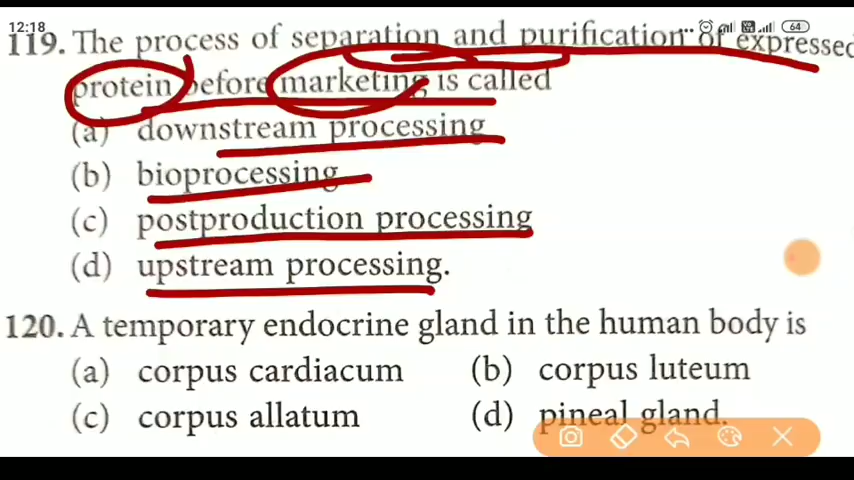 12:18
64
119. The process of separation and purification of expressed
protein before marketing is called
(a) downstream processing
(b) bioprocessing
(c) postproduction processing
(d) upstream processing.
120. A temporary endocrine gland in the human body is
(a) corpus cardiacum (b) corpus luteum
(c) corpus allatum (d) pineal gland.